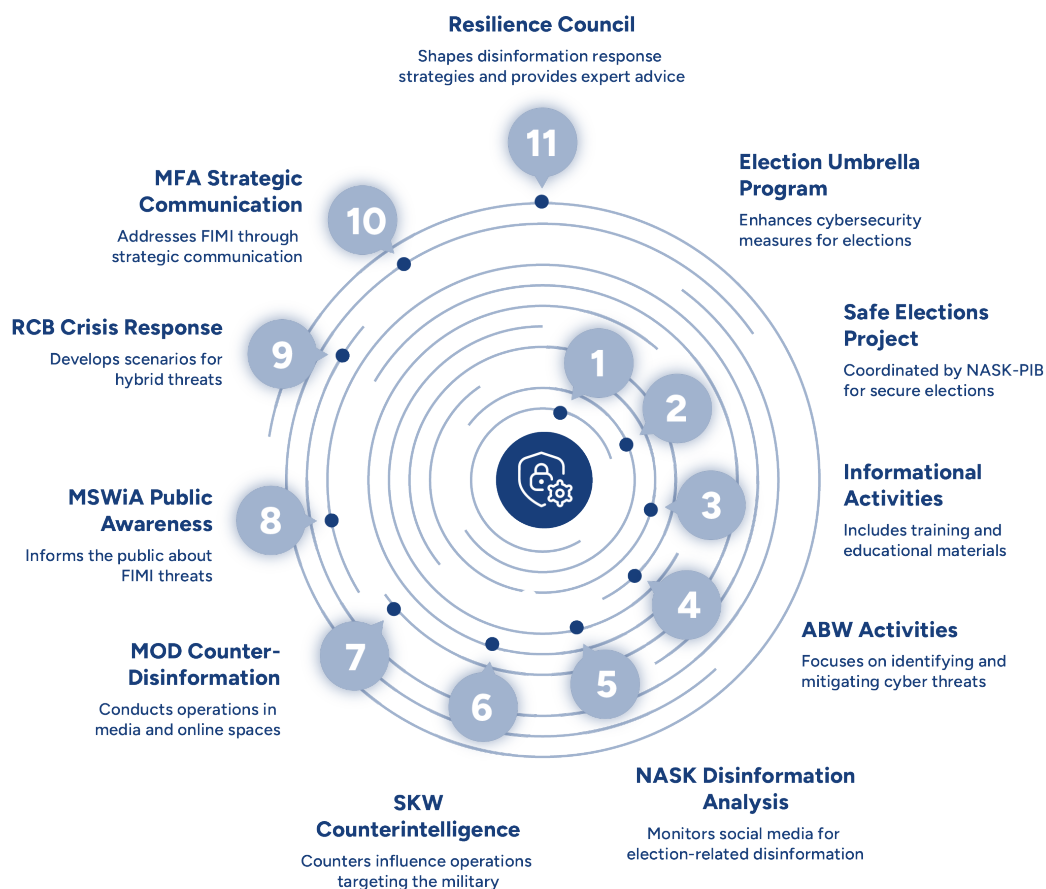 Resilience Council
Shapes disinformation response
strategies and provides expert advice
11
Election Umbrella
Program
Enhances cybersecurity
measures for elections
1
Safe Elections
Project
Coordinated by NASK-PIB
for secure elections
2
Informational
Activities
Includes training and
educational materials
3
ABW Activities
Focuses on identifying and
mitigating cyber threats
4
NASK Disinformation
Analysis
Monitors social media for
election-related disinformation
5
SKW
Counterintelligence
Counters influence operations
targeting the military
6
MOD Counter-
Disinformation
Conducts operations in
media and online spaces
7
MSWiA Public
Awareness
Informs the public about
FIMI threats
8
RCB Crisis Response
Develops scenarios for
hybrid threats
9
MFA Strategic
Communication
Addresses FIMI through
strategic communication
10